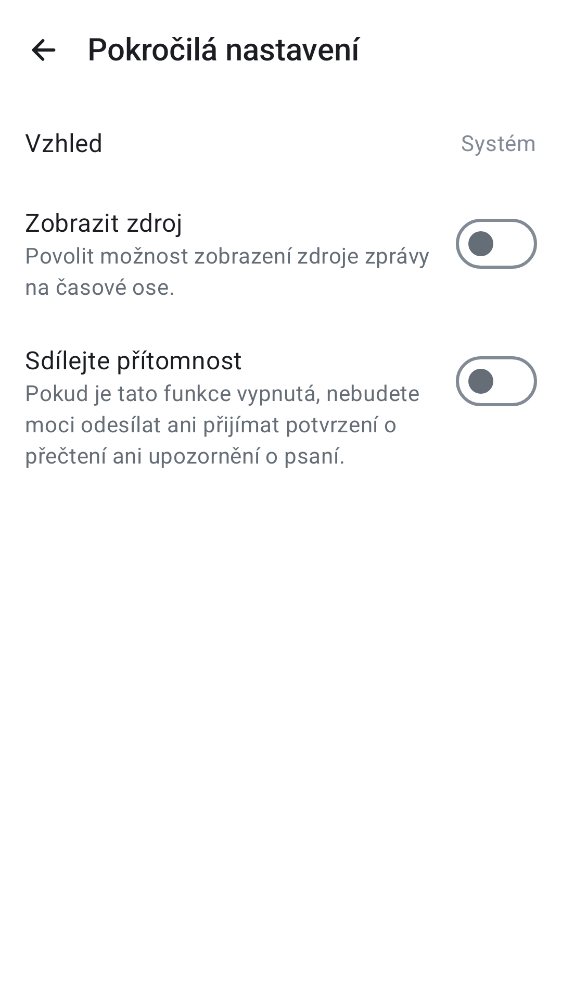 Pokročilá nastavení
Vzhled
Systém
Zobrazit zdroj
Povolit možnost zobrazení zdroje zprávy
na časové ose.
Sdílejte přítomnost
Pokud je tato funkce vypnutá, nebudete
moci odesílat ani přijímat potvrzení o
přečtení ani upozornění o psaní.